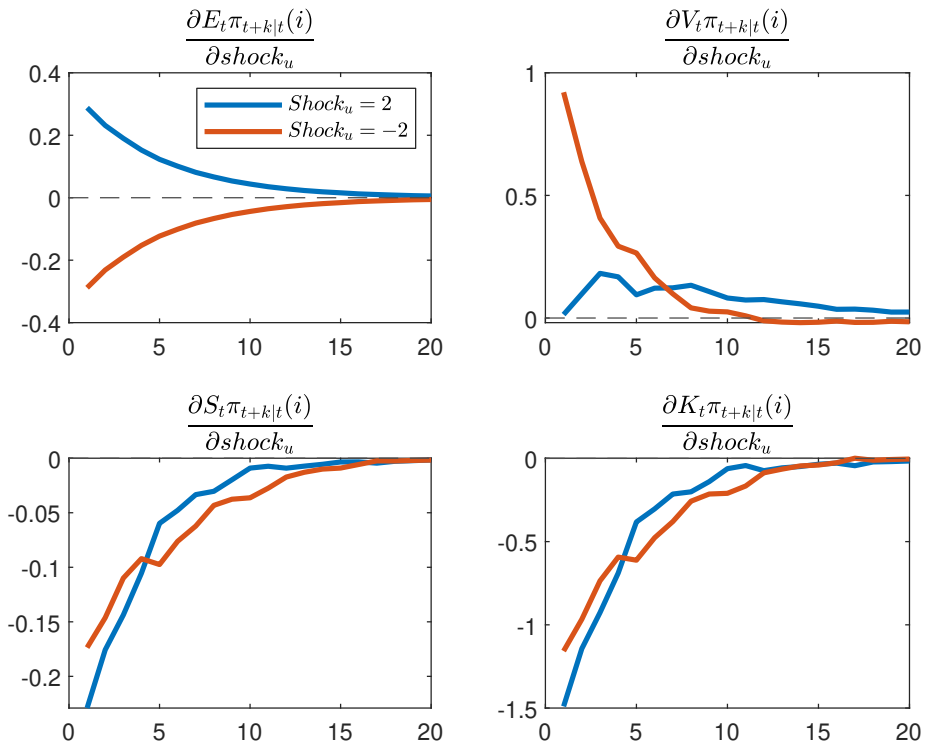 ∂E_tπ_{t+k|t}(i)
∂shock_u
0.4
0.2
0
-0.2
-0.4
0 5 10 15 20
Shock_u = 2
Shock_u = −2
∂V_tπ_{t+k|t}(i)
∂shock_u
1
0.5
0
0 5 10 15 20
∂S_tπ_{t+k|t}(i)
∂shock_u
0
-0.05
-0.1
-0.15
-0.2
0 5 10 15 20
∂K_tπ_{t+k|t}(i)
∂shock_u
0
-0.5
-1
-1.5
0 5 10 15 20